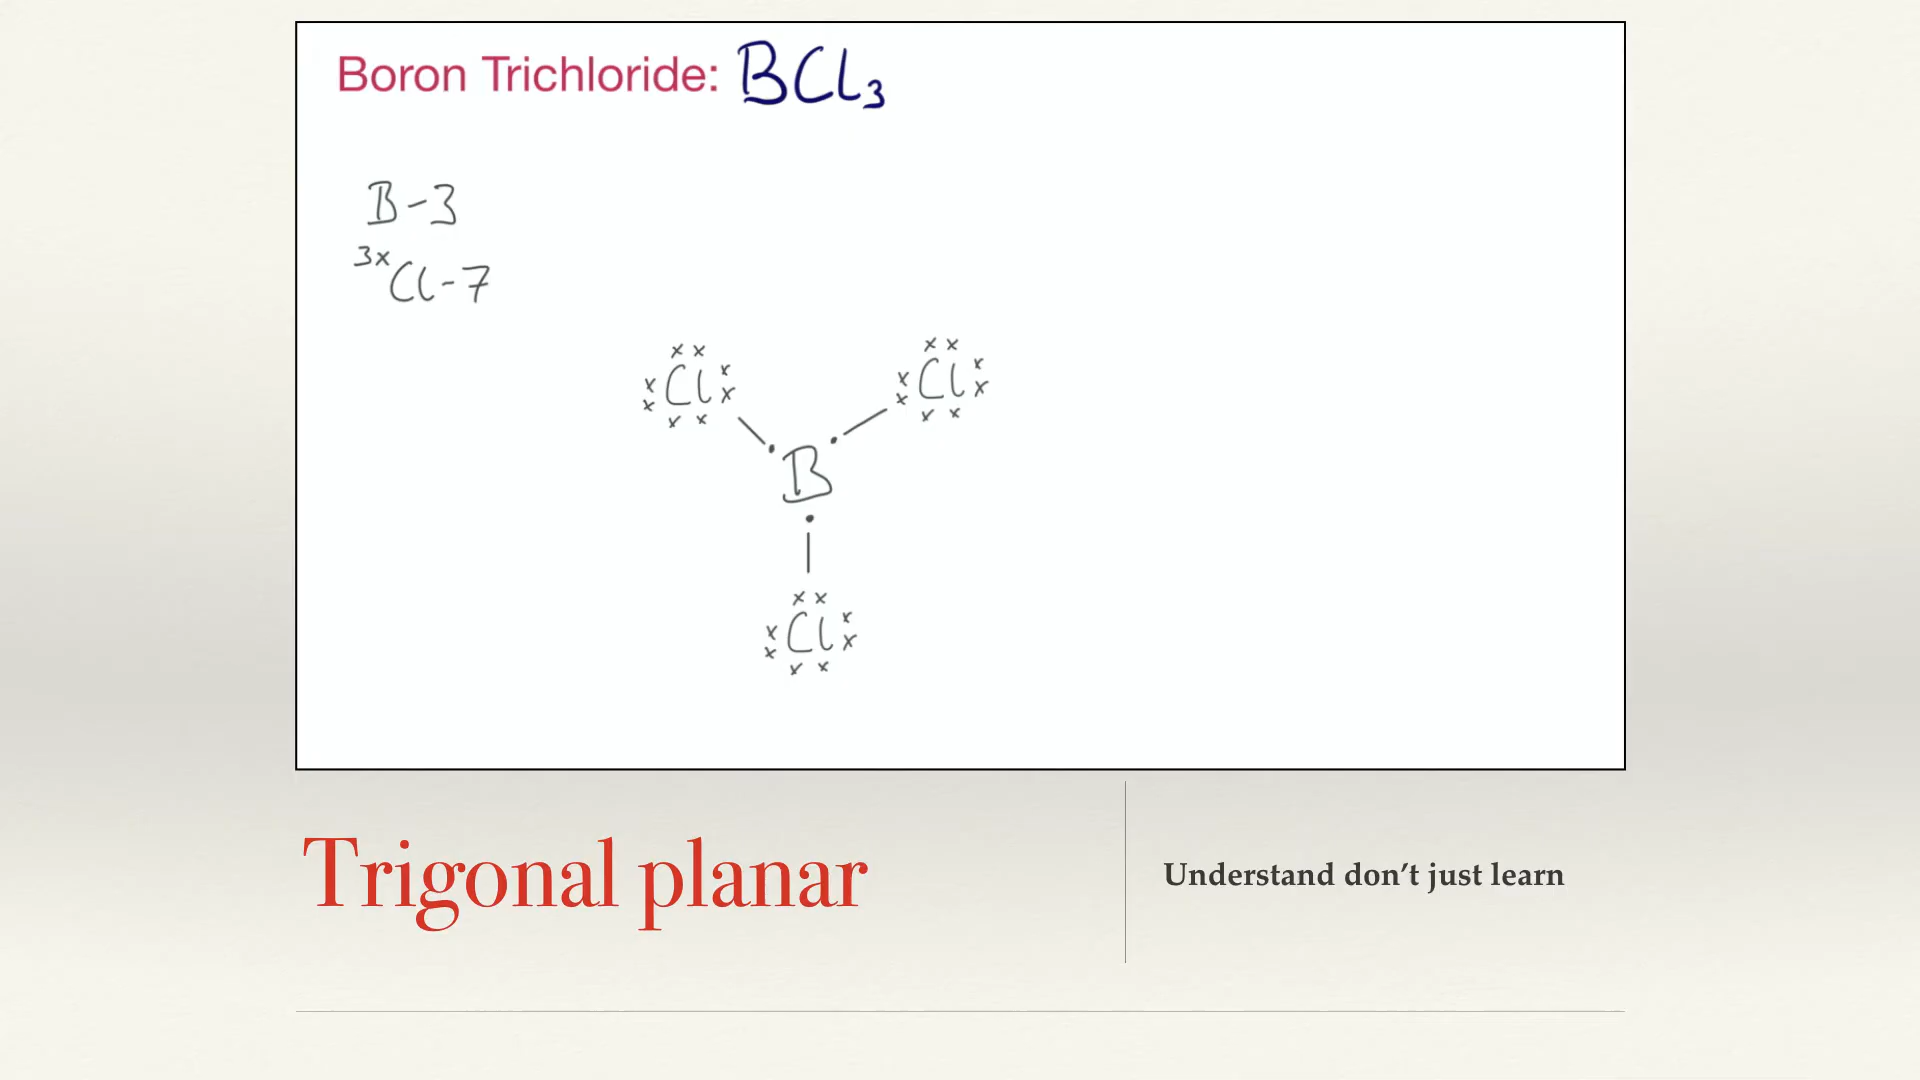 Boron Trichloride: BCl₃
B-3
3x Cl-7
Cl Cl
B
Cl
Trigonal planar
Understand don’t just learn